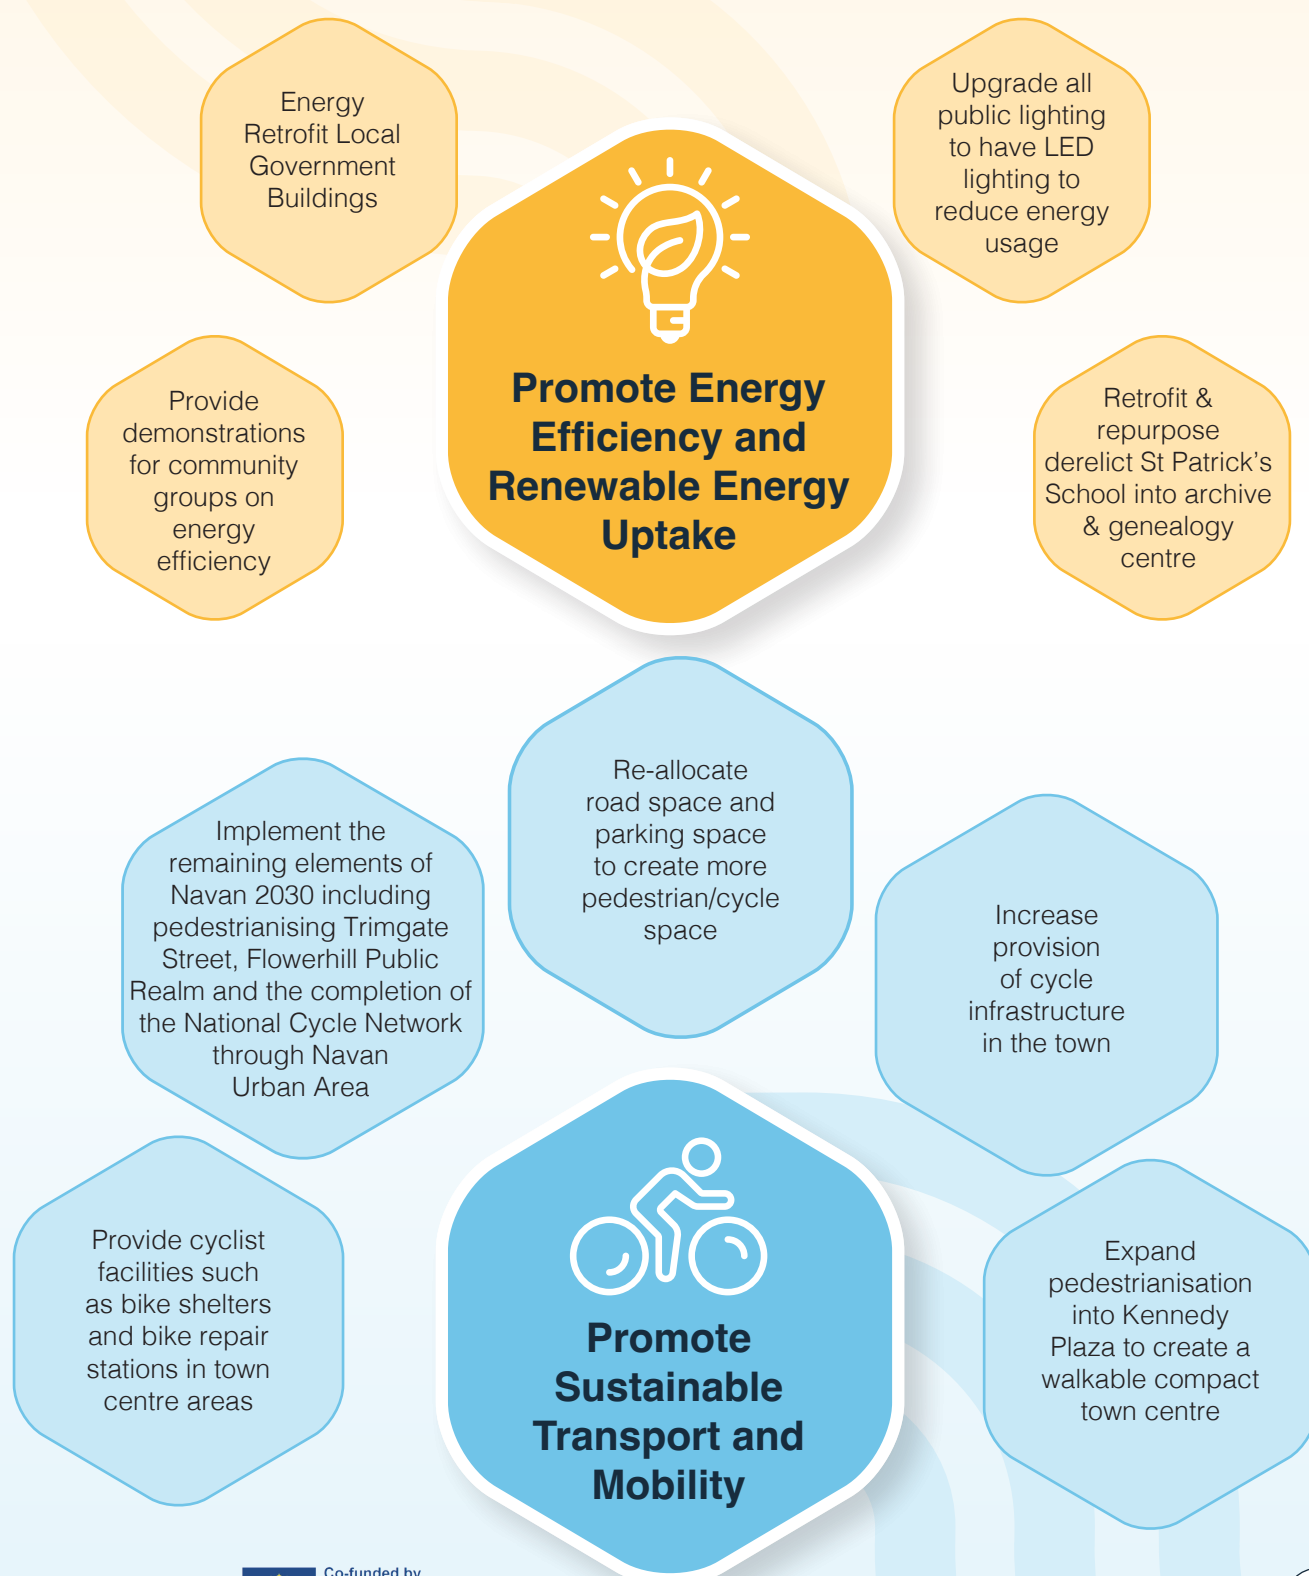 Energy
Retrofit Local
Government
Buildings
Upgrade all
public lighting
to have LED
lighting to
reduce energy
usage
Promote Energy
Efficiency and
Renewable Energy
Uptake
Provide
demonstrations
for community
groups on
energy
efficiency
Retrofit &
repurpose
derelict St Patrick’s
School into archive
& genealogy
centre
Re-allocate
road space and
parking space
to create more
pedestrian/cycle
space
Implement the
remaining elements of
Navan 2030 including
pedestrianising Trimgate
Street, Flowerhill Public
Realm and the completion of
the National Cycle Network
through Navan
Urban Area
Increase
provision
of cycle
infrastructure
in the town
Provide cyclist
facilities such
as bike shelters
and bike repair
stations in town
centre areas
Promote
Sustainable
Transport and
Mobility
Expand
pedestrianisation
into Kennedy
Plaza to create a
walkable compact
town centre
Co-funded by